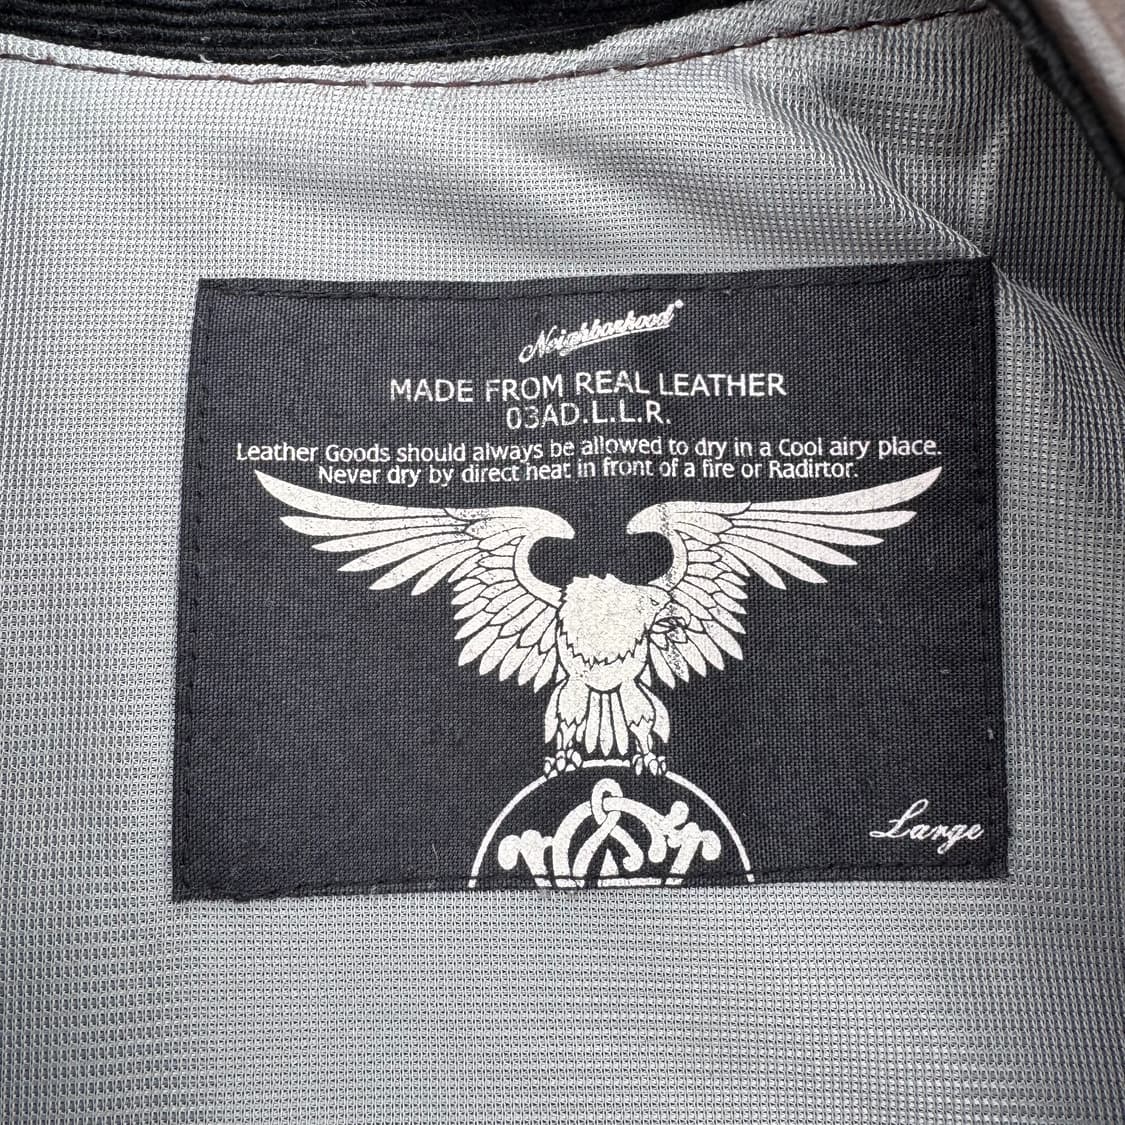 Neighborhood
MADE FROM REAL LEATHER
03AD.L.L.R.
Leather Goods should always be allowed to dry in a Cool airy place.
Never dry by direct heat in front of a fire or Radirtor.
Large